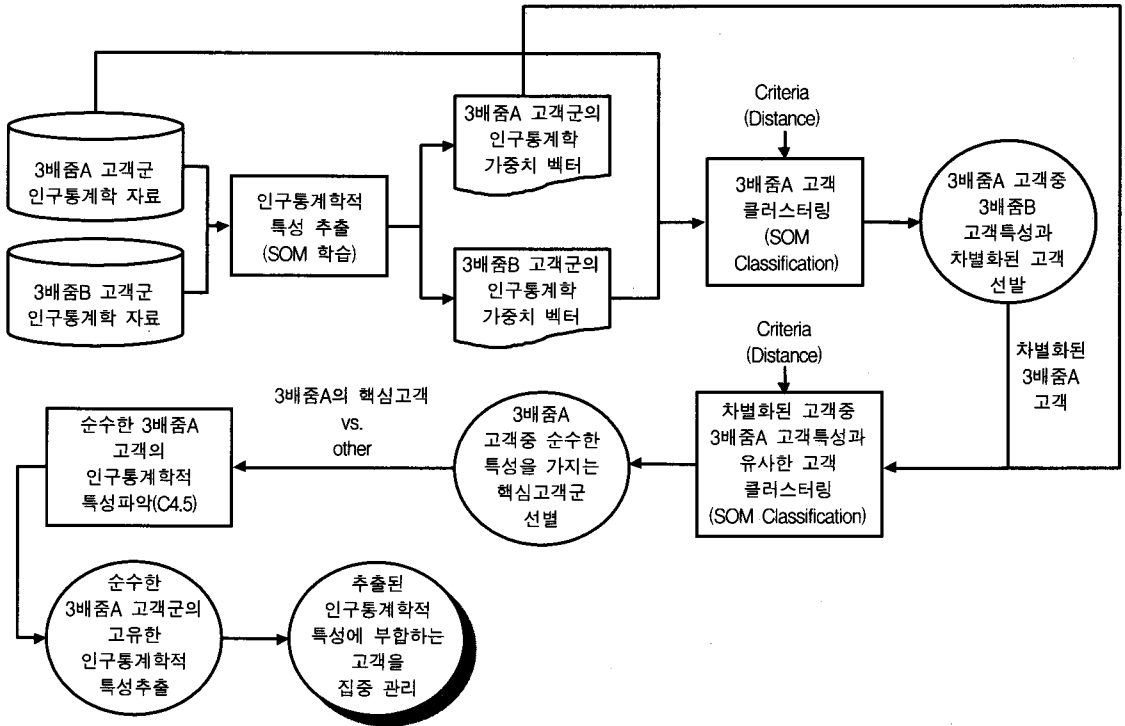 3배줌A 고객군
인구통계학 자료
3배줌B 고객군
인구통계학 자료
인구통계학적
특성 추출
(SOM 학습)
3배줌A 고객군의
인구통계학
가중치 벡터
3배줌B 고객군의
인구통계학
가중치 벡터
Criteria
(Distance)
3배줌A 고객
클러스터링
(SOM
Classification)
3배줌A 고객중
3배줌B
고객특성과
차별화된 고객
선발
차별화된
3배줌A
고객
Criteria
(Distance)
차별화된 고객중
3배줌A 고객특성과
유사한 고객
클러스터링
(SOM Classification)
3배줌A
고객중 순수한
특성을 가지는
핵심고객군
선별
3배줌A의 핵심고객
vs.
other
순수한 3배줌A
고객의
인구통계학적
특성파악(C4.5)
순수한
3배줌A 고객군의
고유한
인구통계학적
특성추출
추출된
인구통계학적
특성에 부합하는
고객을
집중 관리